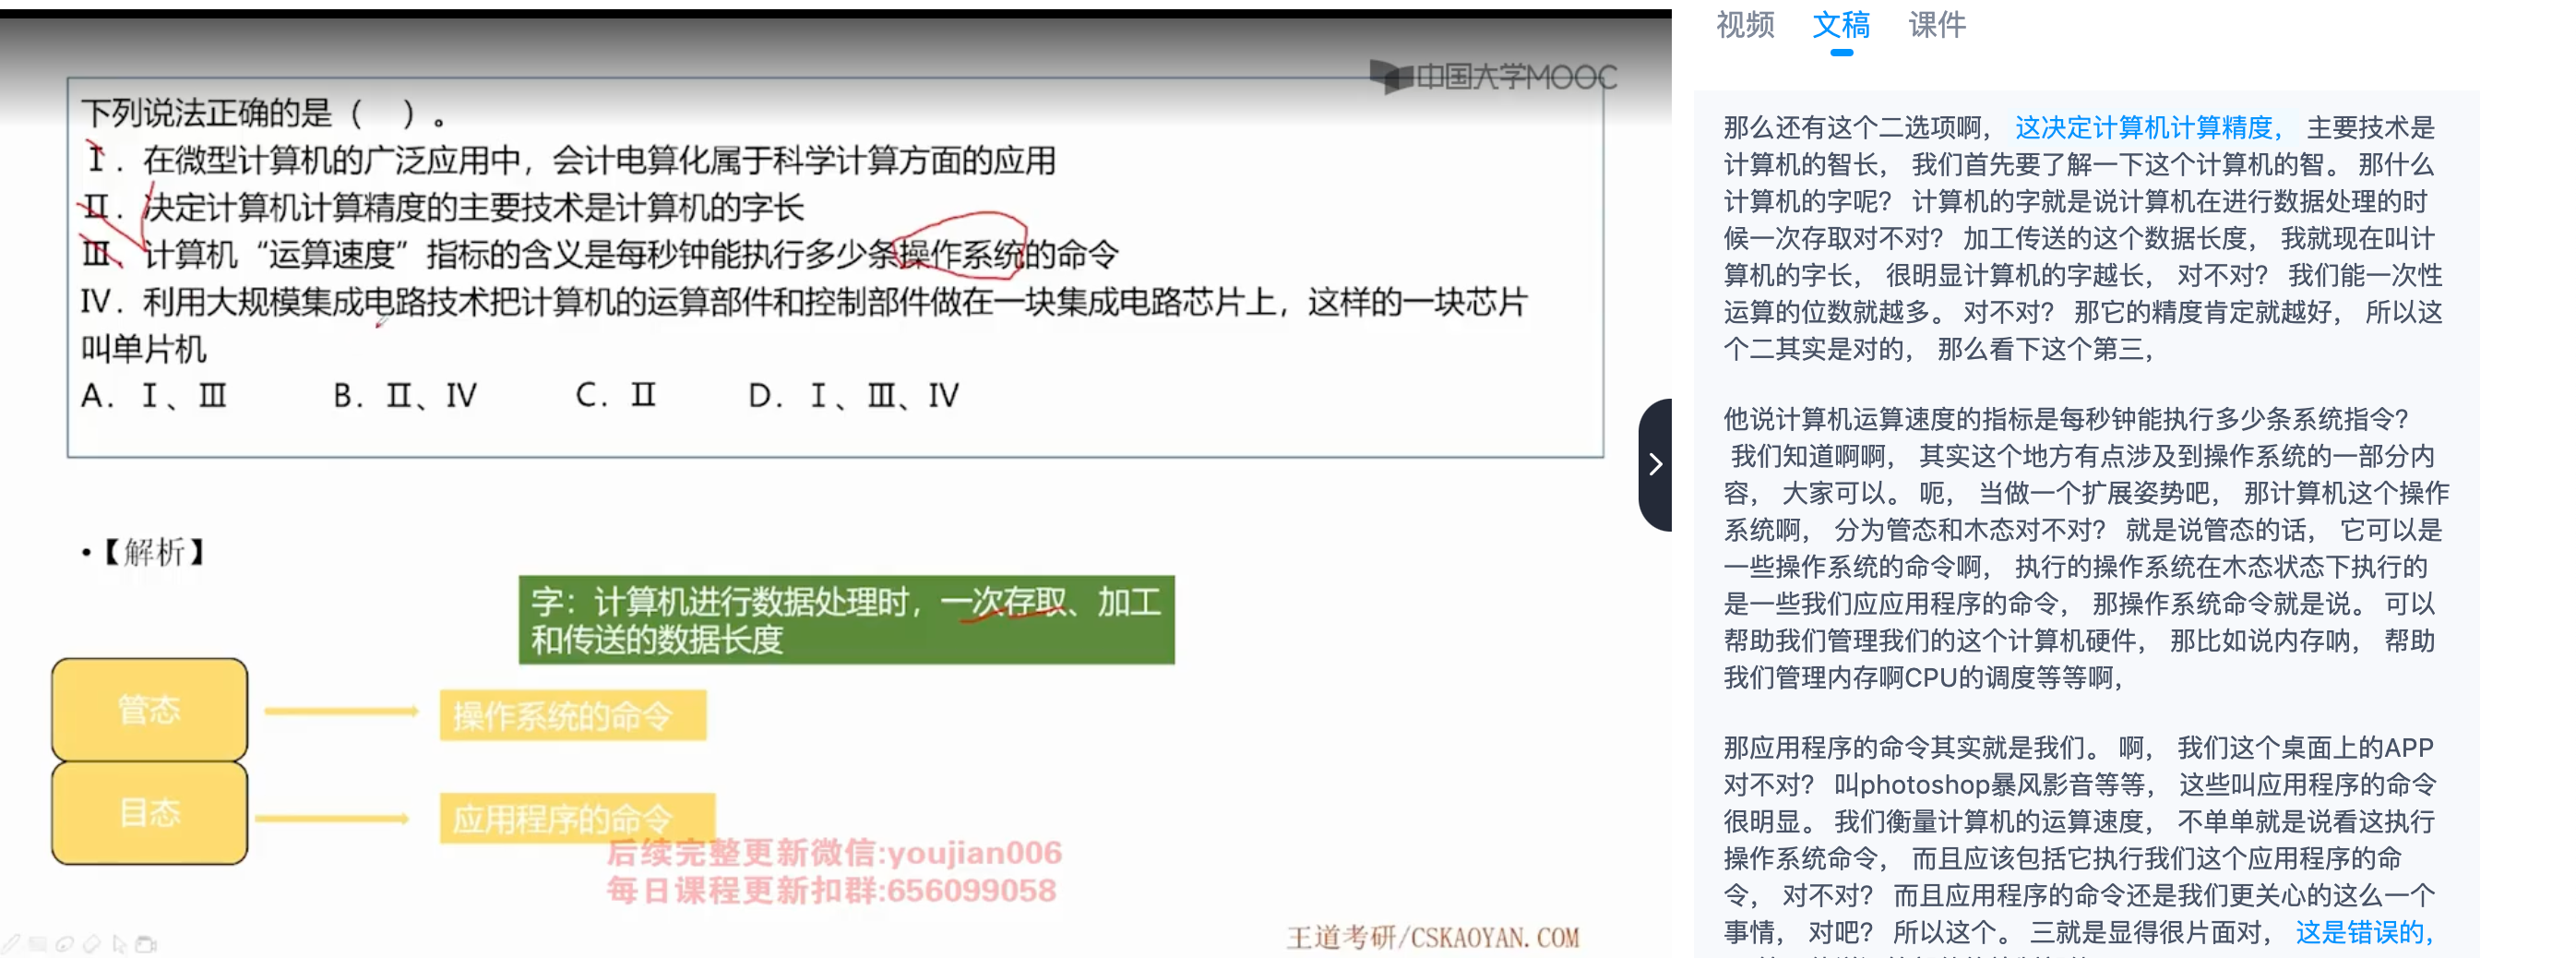 中国大学MOOC
下列说法正确的是（　）。
Ⅰ．在微型计算机的广泛应用中，会计电算化属于科学计算方面的应用
Ⅱ．决定计算机计算精度的主要技术是计算机的字长
Ⅲ．计算机“运算速度”指标的含义是每秒钟能执行多少条操作系统的命令
Ⅳ．利用大规模集成电路技术把计算机的运算部件和控制部件做在一块集成电路芯片上，这样的一块芯片
叫单片机
A．Ⅰ、Ⅲ B．Ⅱ、Ⅳ C．Ⅱ D．Ⅰ、Ⅲ、Ⅳ
•【解析】
字：计算机进行数据处理时，一次存取、加工
和传送的数据长度
管态 操作系统的命令
目态 应用程序的命令
后续完整更新微信:youjian006
每日课程更新扣群:656099058
王道考研/CSKAOYAN.COM
视频 文稿 课件
那么还有这个二选项啊， 这决定计算机计算精度， 主要技术是
计算机的智长， 我们首先要了解一下这个计算机的智。 那什么
计算机的字呢？ 计算机的字就是说计算机在进行数据处理的时
候一次存取对不对？ 加工传送的这个数据长度， 我就现在叫计
算机的字长， 很明显计算机的字越长， 对不对？ 我们能一次性
运算的位数就越多。 对不对？ 那它的精度肯定就越好， 所以这
个二其实是对的， 那么看下这个第三，
他说计算机运算速度的指标是每秒钟能执行多少条系统指令？
我们知道啊啊， 其实这个地方有点涉及到操作系统的一部分内
容， 大家可以。 呃， 当做一个扩展姿势吧， 那计算机这个操作
系统啊， 分为管态和木态对不对？ 就是说管态的话， 它可以是
一些操作系统的命令啊， 执行的操作系统在木态状态下执行的
是一些我们应应用程序的命令， 那操作系统命令就是说。 可以
帮助我们管理我们的这个计算机硬件， 那比如说内存呐， 帮助
我们管理内存啊CPU的调度等等啊，
那应用程序的命令其实就是我们。 啊， 我们这个桌面上的APP
对不对？ 叫photoshop暴风影音等等， 这些叫应用程序的命令
很明显。 我们衡量计算机的运算速度， 不单单就是说看这执行
操作系统命令， 而且应该包括它执行我们这个应用程序的命
令， 对不对？ 而且应用程序的命令还是我们更关心的这么一个
事情， 对吧？ 所以这个。 三就是显得很片面对， 这是错误的，